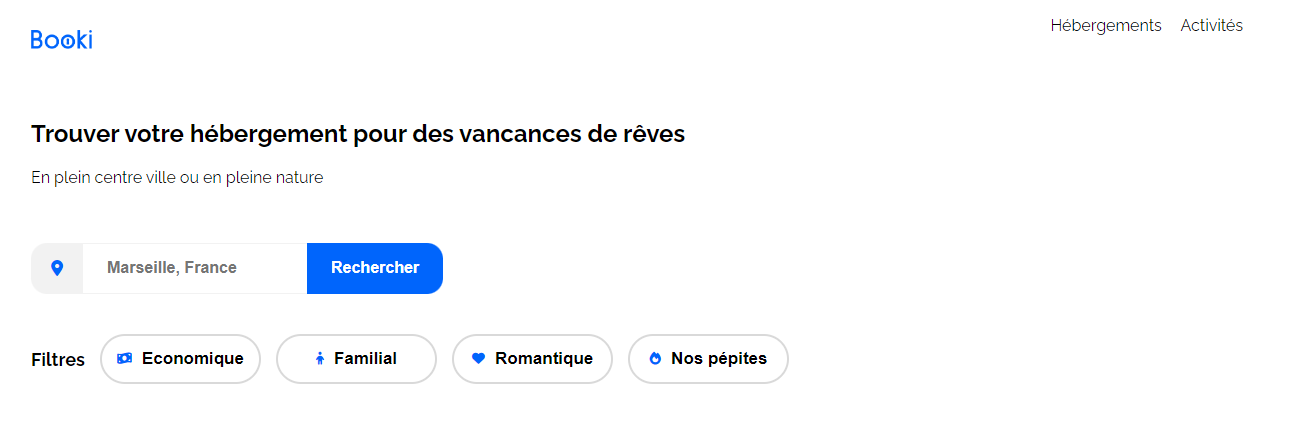 Booki
Hébergements Activités
Trouver votre hébergement pour des vancances de rêves
En plein centre ville ou en pleine nature
Marseille, France Rechercher
Filtres Economique Familial Romantique Nos pépites